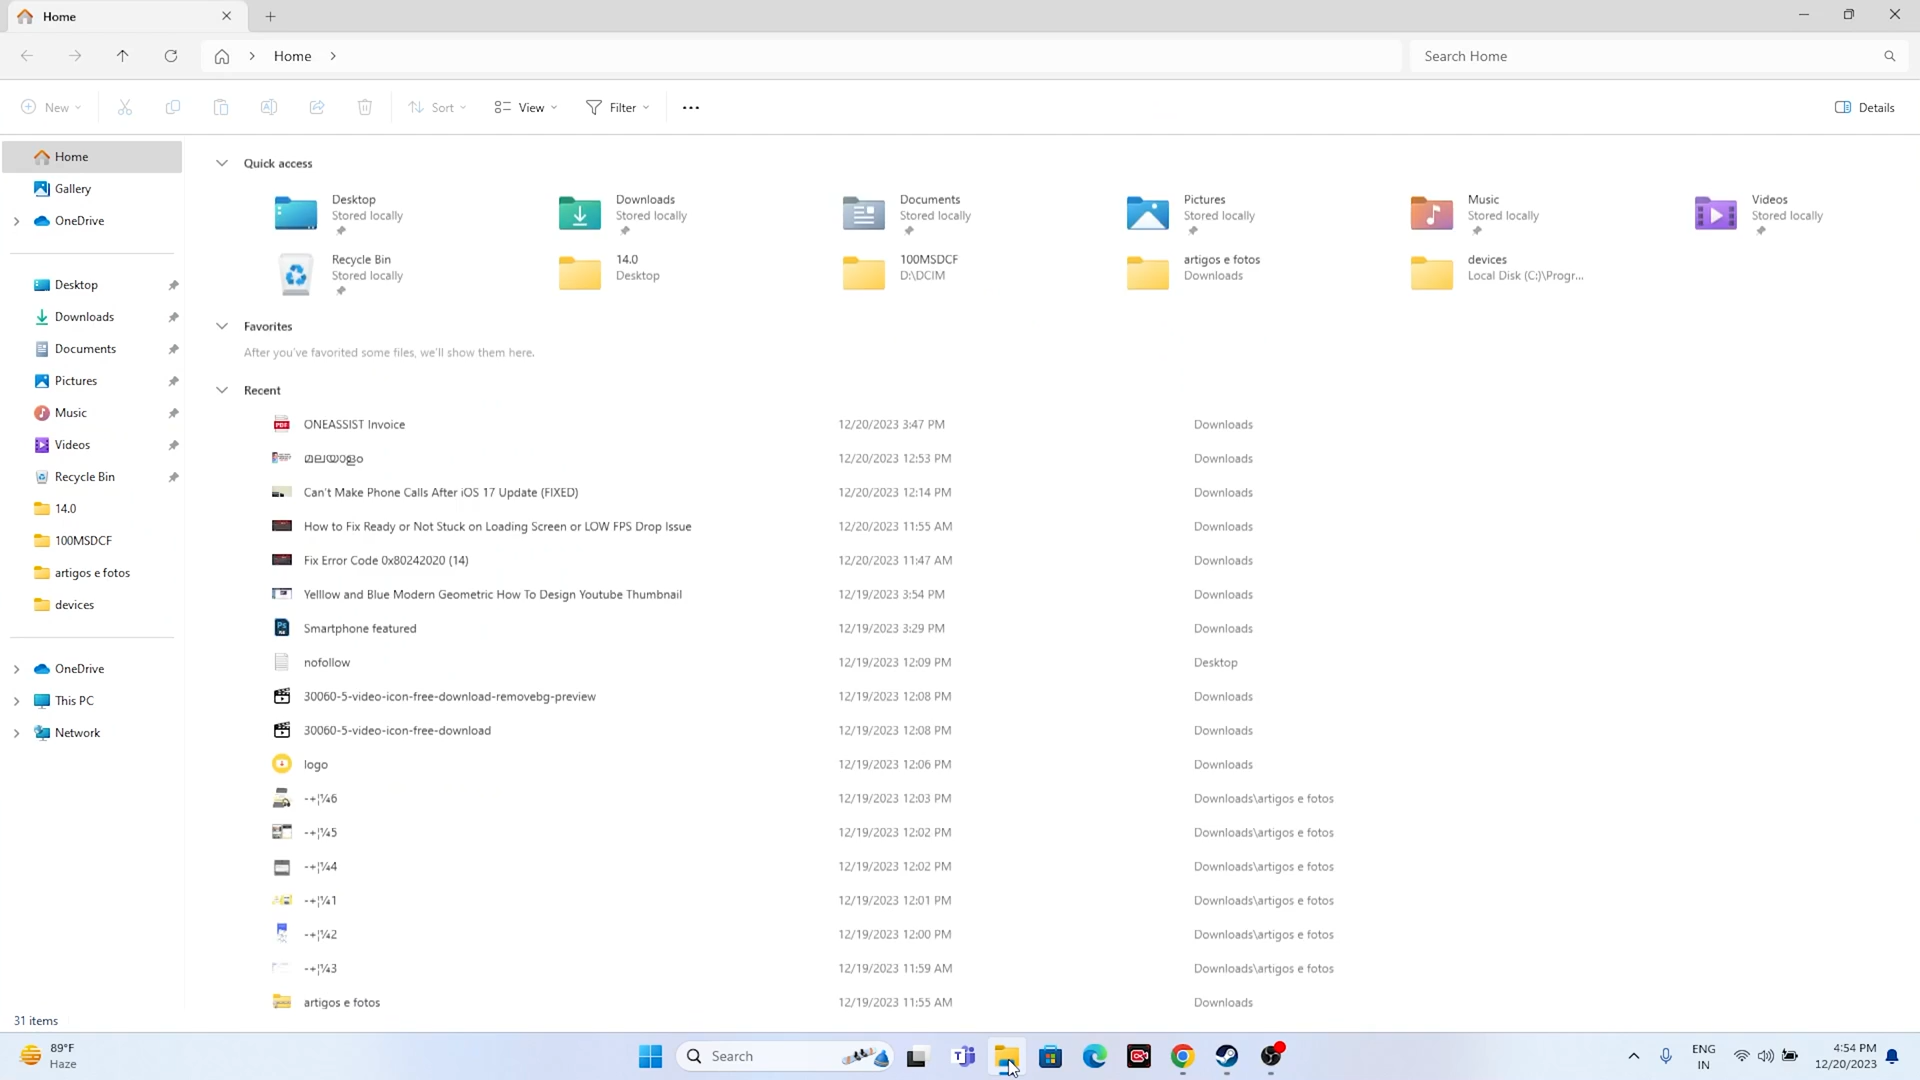 Home
Home
Search Home
New
Sort
View
Filter
Details
Home
Gallery
OneDrive
Desktop
Downloads
Documents
Pictures
Music
Videos
Recycle Bin
14.0
100MSDCF
artigos e fotos
devices
OneDrive
This PC
Network
Quick access
Desktop
Stored locally
Downloads
Stored locally
Documents
Stored locally
Pictures
Stored locally
Music
Stored locally
Videos
Stored locally
Recycle Bin
Stored locally
14.0
Desktop
100MSDCF
D:\DCIM
artigos e fotos
Downloads
devices
Local Disk (C:)\Progr...
Favorites
After you've favorited some files, we'll show them here.
Recent
ONEASSIST Invoice 12/20/2023 3:47 PM Downloads
മലയാളം 12/20/2023 12:53 PM Downloads
Can't Make Phone Calls After iOS 17 Update (FIXED) 12/20/2023 12:14 PM Downloads
How to Fix Ready or Not Stuck on Loading Screen or LOW FPS Drop Issue 12/20/2023 11:55 AM Downloads
Fix Error Code 0x80242020 (14) 12/20/2023 11:47 AM Downloads
Yelllow and Blue Modern Geometric How To Design Youtube Thumbnail 12/19/2023 3:54 PM Downloads
Smartphone featured 12/19/2023 3:29 PM Downloads
nofollow 12/19/2023 12:09 PM Desktop
30060-5-video-icon-free-download-removebg-preview 12/19/2023 12:08 PM Downloads
30060-5-video-icon-free-download 12/19/2023 12:08 PM Downloads
logo 12/19/2023 12:06 PM Downloads
-+¦¼6 12/19/2023 12:03 PM Downloads\artigos e fotos
-+¦¼5 12/19/2023 12:02 PM Downloads\artigos e fotos
-+¦¼4 12/19/2023 12:02 PM Downloads\artigos e fotos
-+¦¼1 12/19/2023 12:01 PM Downloads\artigos e fotos
-+¦¼2 12/19/2023 12:00 PM Downloads\artigos e fotos
-+¦¼3 12/19/2023 11:59 AM Downloads\artigos e fotos
artigos e fotos 12/19/2023 11:55 AM Downloads
31 items
89°F
Haze
Search
ENG
IN
4:54 PM
12/20/2023